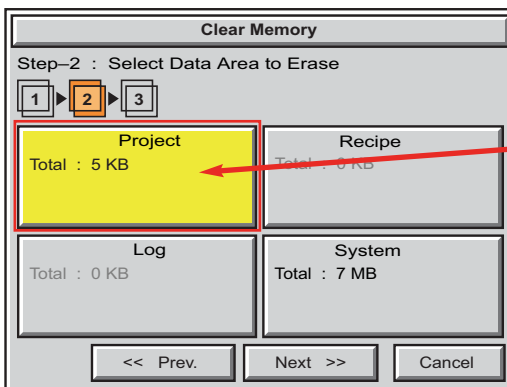 Clear Memory
Step–2 : Select Data Area to Erase
1 2 3
Project
Total : 5 KB
Recipe
Total : 0 KB
Log
Total : 0 KB
System
Total : 7 MB
<< Prev. Next >> Cancel